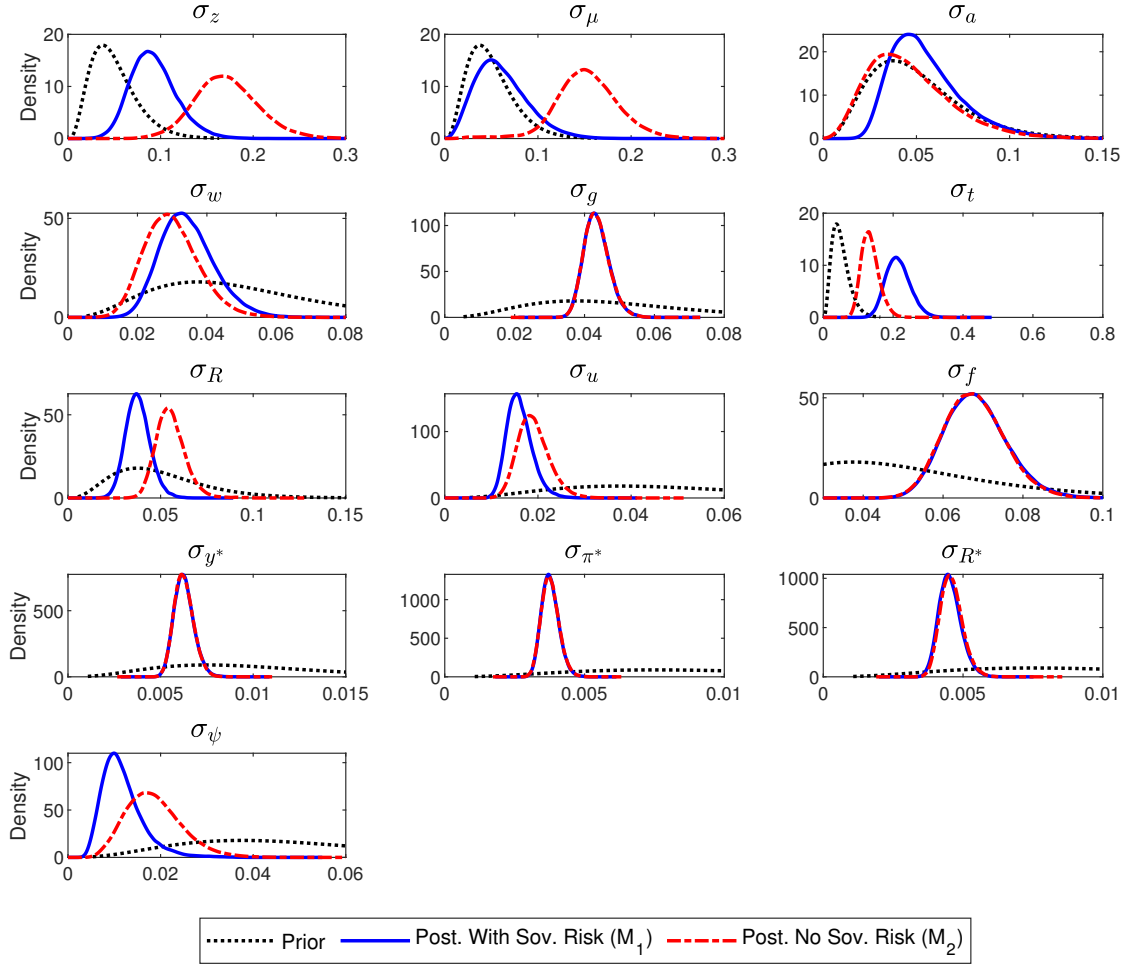 σ_z σ_μ σ_a
20 20 20
10 10 10
0 0 0
Density
0 0.1 0.2 0.3 0 0.1 0.2 0.3 0 0.05 0.1 0.15
σ_w σ_g σ_t
50 100 20
50 10
0 0 0
Density
0 0.02 0.04 0.06 0.08 0 0.02 0.04 0.06 0.08 0 0.2 0.4 0.6 0.8
σ_R σ_u σ_f
50 100 50
0 0 0
Density
0 0.05 0.1 0.15 0 0.02 0.04 0.06 0.04 0.06 0.08 0.1
σ_{y*} σ_{π*} σ_{R*}
500 1000 1000
500 500
0 0 0
Density
0 0.005 0.01 0.015 0 0.005 0.01 0 0.005 0.01
σ_ψ
100
50
0
Density
0 0.02 0.04 0.06
Prior Post. With Sov. Risk (M_1) Post. No Sov. Risk (M_2)